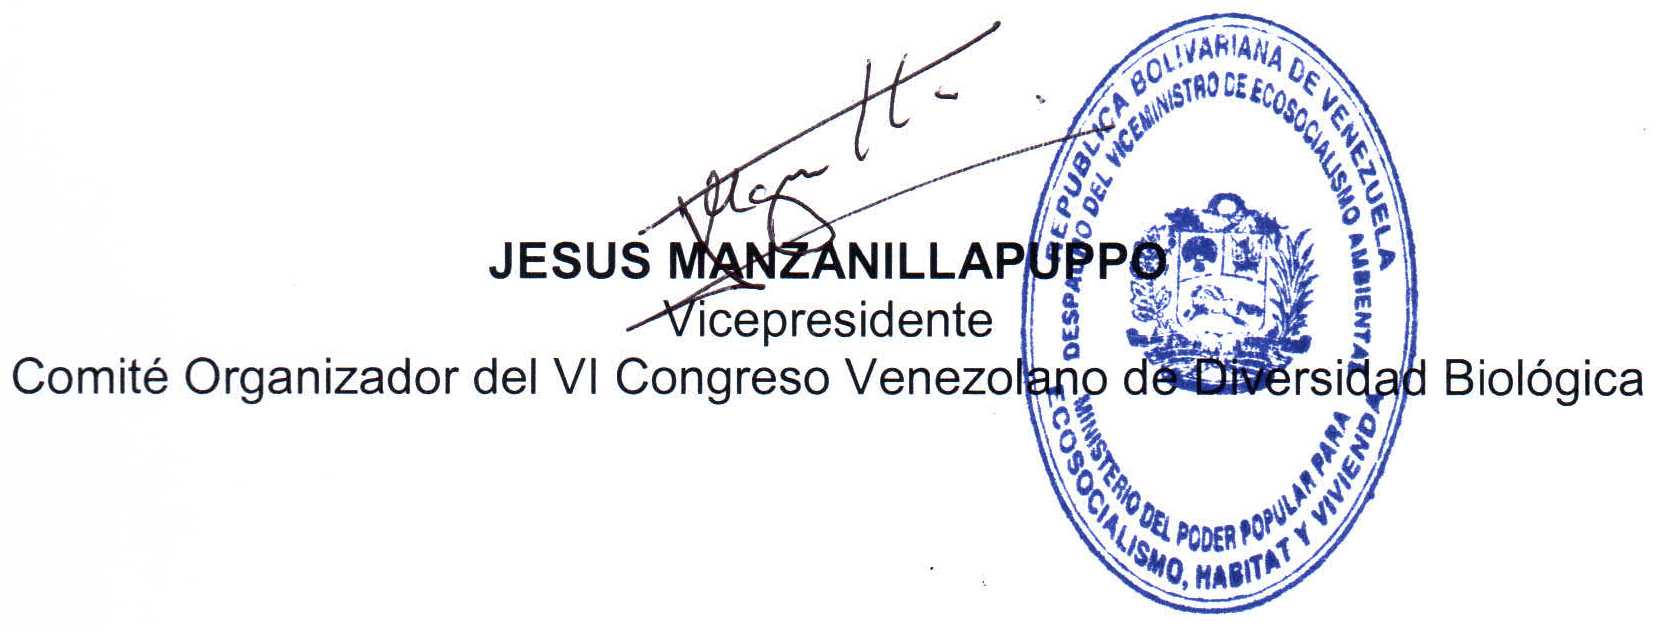 JESUS MANZANILLAPUPPO
Vicepresidente
Comité Organizador del VI Congreso Venezolano de Diversidad Biológica
REPUBLICA BOLIVARIANA DE VENEZUELA
DESPACHO DEL VICEMINISTRO DE ECOSOCIALISMO AMBIENTAL
MINISTERIO DEL PODER POPULAR PARA
ECOSOCIALISMO, HABITAT Y VIVIENDA